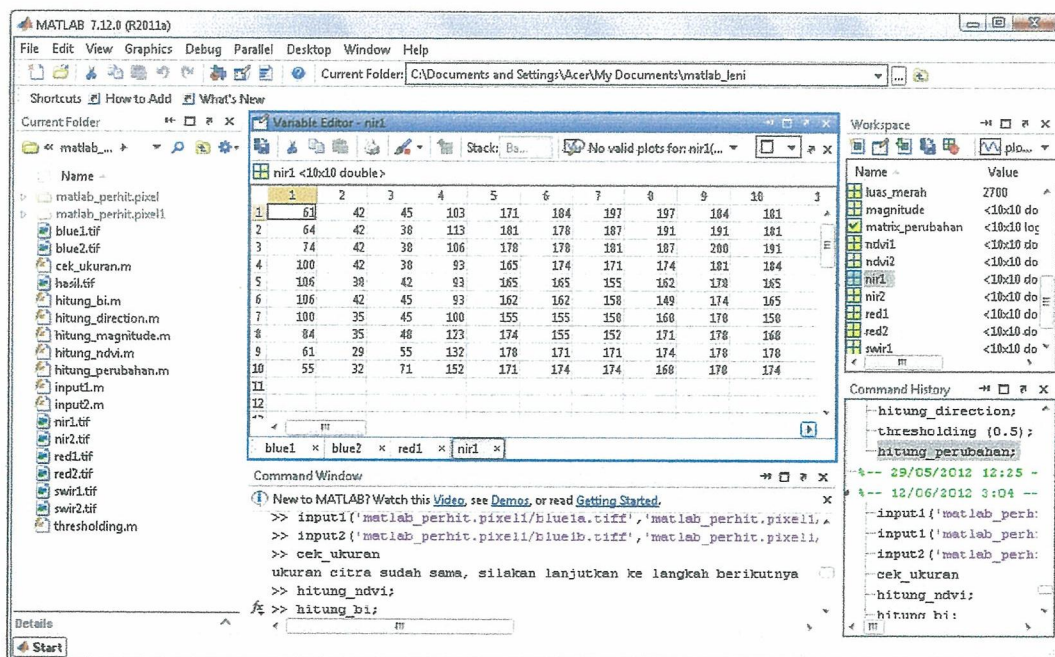 MATLAB 7.12.0 (R2011a)
File Edit View Graphics Debug Parallel Desktop Window Help
Current Folder: C:\Documents and Settings\Acer\My Documents\matlab_leni
Shortcuts How to Add What's New
Current Folder
« matlab_...
Name
matlab_perhit.pixel
matlab_perhit.pixel1
blue1.tif
blue2.tif
cek_ukuran.m
hasil.tif
hitung_bi.m
hitung_direction.m
hitung_magnitude.m
hitung_ndvi.m
hitung_perubahan.m
input1.m
input2.m
nir1.tif
nir2.tif
red1.tif
red2.tif
swir1.tif
swir2.tif
thresholding.m
Details
Start
Variable Editor - nir1
Stack: Ba... No valid plots for: nir1(...
nir1 <10x10 double>
1 2 3 4 5 6 7 8 9 10
1 61 42 45 103 171 184 197 197 184 181
2 64 42 38 113 181 178 187 191 191 181
3 74 42 38 106 178 178 181 187 200 191
4 100 42 38 93 165 174 171 174 181 184
5 106 38 42 93 165 165 155 162 178 165
6 106 42 45 93 162 162 158 149 174 165
7 100 35 45 100 155 155 158 168 178 158
8 84 35 48 123 174 155 152 171 178 168
9 61 29 55 132 178 171 171 174 178 178
10 55 32 71 152 171 174 174 168 178 174
11
12
blue1 × blue2 × red1 × nir1 ×
Command Window
New to MATLAB? Watch this Video, see Demos, or read Getting Started.
>> input1('matlab_perhit.pixel1/blue1a.tiff','matlab_perhit.pixel1/
>> input2('matlab_perhit.pixel1/blue1b.tiff','matlab_perhit.pixel1/
>> cek_ukuran
ukuran citra sudah sama, silakan lanjutkan ke langkah berikutnya
>> hitung_ndvi;
fx >> hitung_bi;
Workspace
plo...
Name Value
luas_merah 2700
magnitude <10x10 do
matrix_perubahan <10x10 log
ndvi1 <10x10 do
ndvi2 <10x10 do
nir1 <10x10 do
nir2 <10x10 do
red1 <10x10 do
red2 <10x10 do
swir1 <10x10 do
Command History
hitung_direction;
thresholding (0.5);
hitung_perubahan;
%-- 29/05/2012 12:25 -
%-- 12/06/2012 3:04 --
input1('matlab_perh:
input1('matlab_perh:
input2('matlab_perh:
cek_ukuran
hitung_ndvi;
hitung_bi;